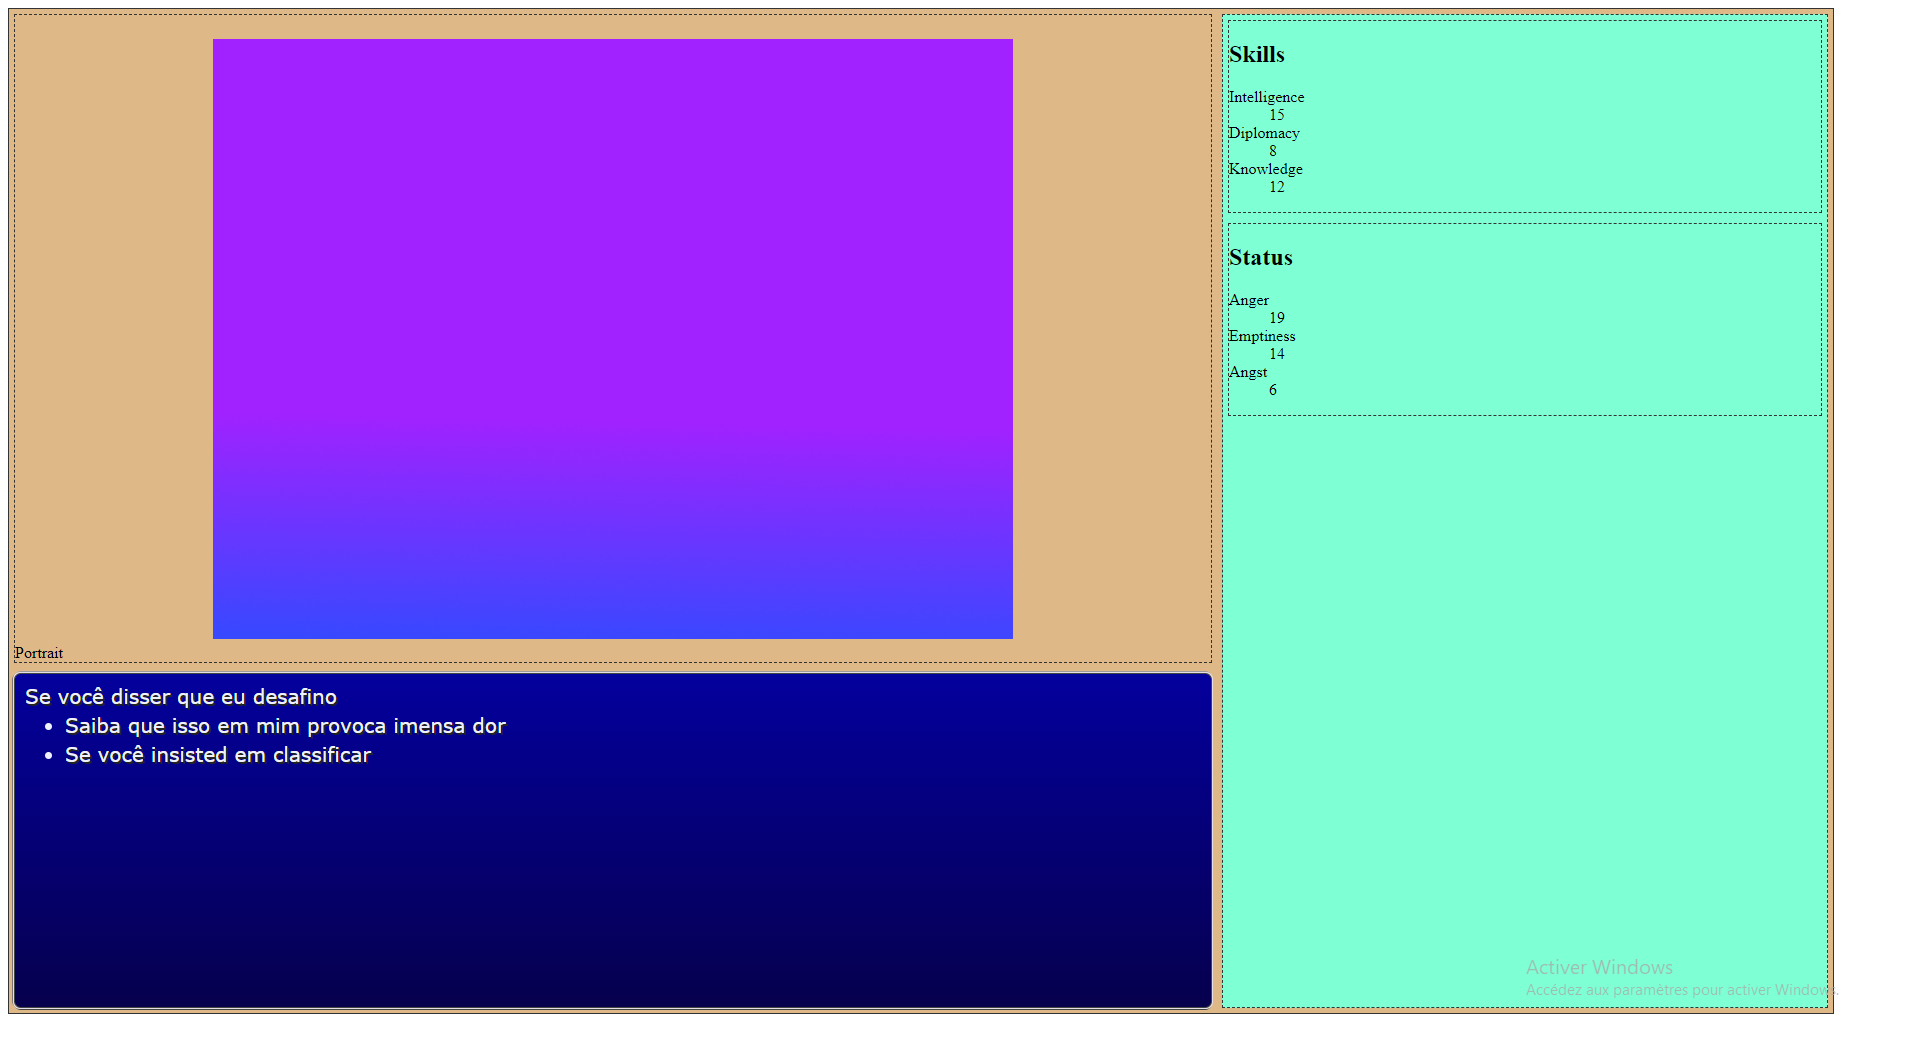 Portrait
Se você disser que eu desafino
Saiba que isso em mim provoca imensa dor
Se você insisted em classificar
Skills
Intelligence
15
Diplomacy
8
Knowledge
12
Status
Anger
19
Emptiness
14
Angst
6
Activer Windows
Accédez aux paramètres pour activer Windows.